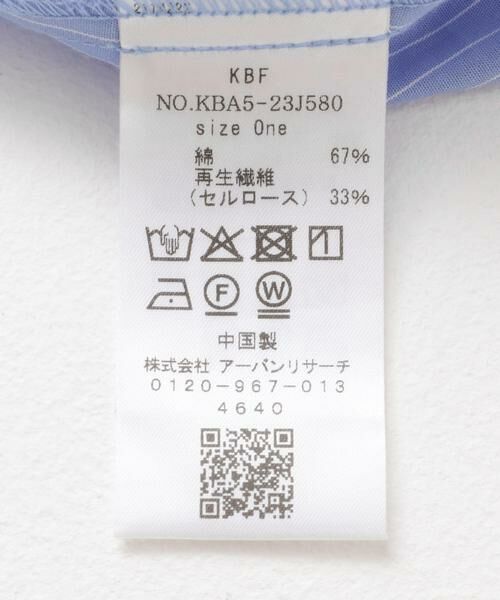 KBF
NO.KBA5-23J580
size One
綿 67%
再生繊維
(セルロース) 33%
F W
中国製
株式会社 アーバンリサーチ
0120-967-013
4640